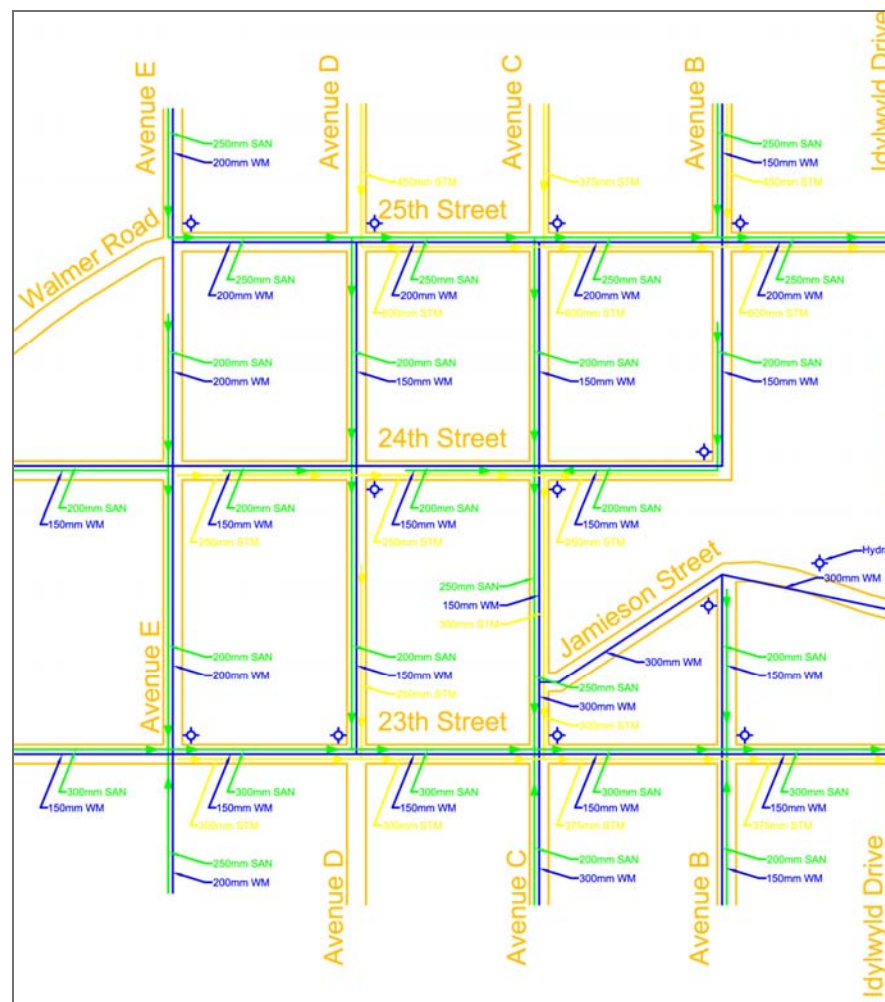 Avenue E
Avenue D
Avenue C
Avenue B
Idylwyld Drive
250mm SAN
200mm WM
450mm STM
375mm STM
250mm SAN
150mm WM
450mm STM
25th Street
Walmer Road
250mm SAN
200mm WM
250mm SAN
200mm WM
600mm STM
250mm SAN
200mm WM
600mm STM
250mm SAN
200mm WM
600mm STM
200mm SAN
200mm WM
200mm SAN
150mm WM
200mm SAN
150mm WM
200mm SAN
150mm WM
24th Street
200mm SAN
150mm WM
200mm SAN
150mm WM
250mm STM
200mm SAN
150mm WM
250mm STM
200mm SAN
150mm WM
250mm STM
Hydr
300mm WM
250mm SAN
150mm WM
300mm STM
Jamieson Street
300mm WM
Avenue E
200mm SAN
200mm WM
200mm SAN
150mm WM
250mm STM
250mm SAN
300mm WM
300mm STM
200mm SAN
150mm WM
23th Street
300mm SAN
150mm WM
300mm SAN
150mm WM
300mm STM
300mm SAN
150mm WM
300mm STM
300mm SAN
150mm WM
375mm STM
300mm SAN
150mm WM
375mm STM
250mm SAN
200mm WM
200mm SAN
300mm WM
200mm SAN
150mm WM
Avenue D
Avenue C
Avenue B
Idylwyld Drive